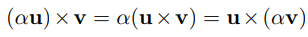 (αu) × v = α(u × v) = u × (αv)